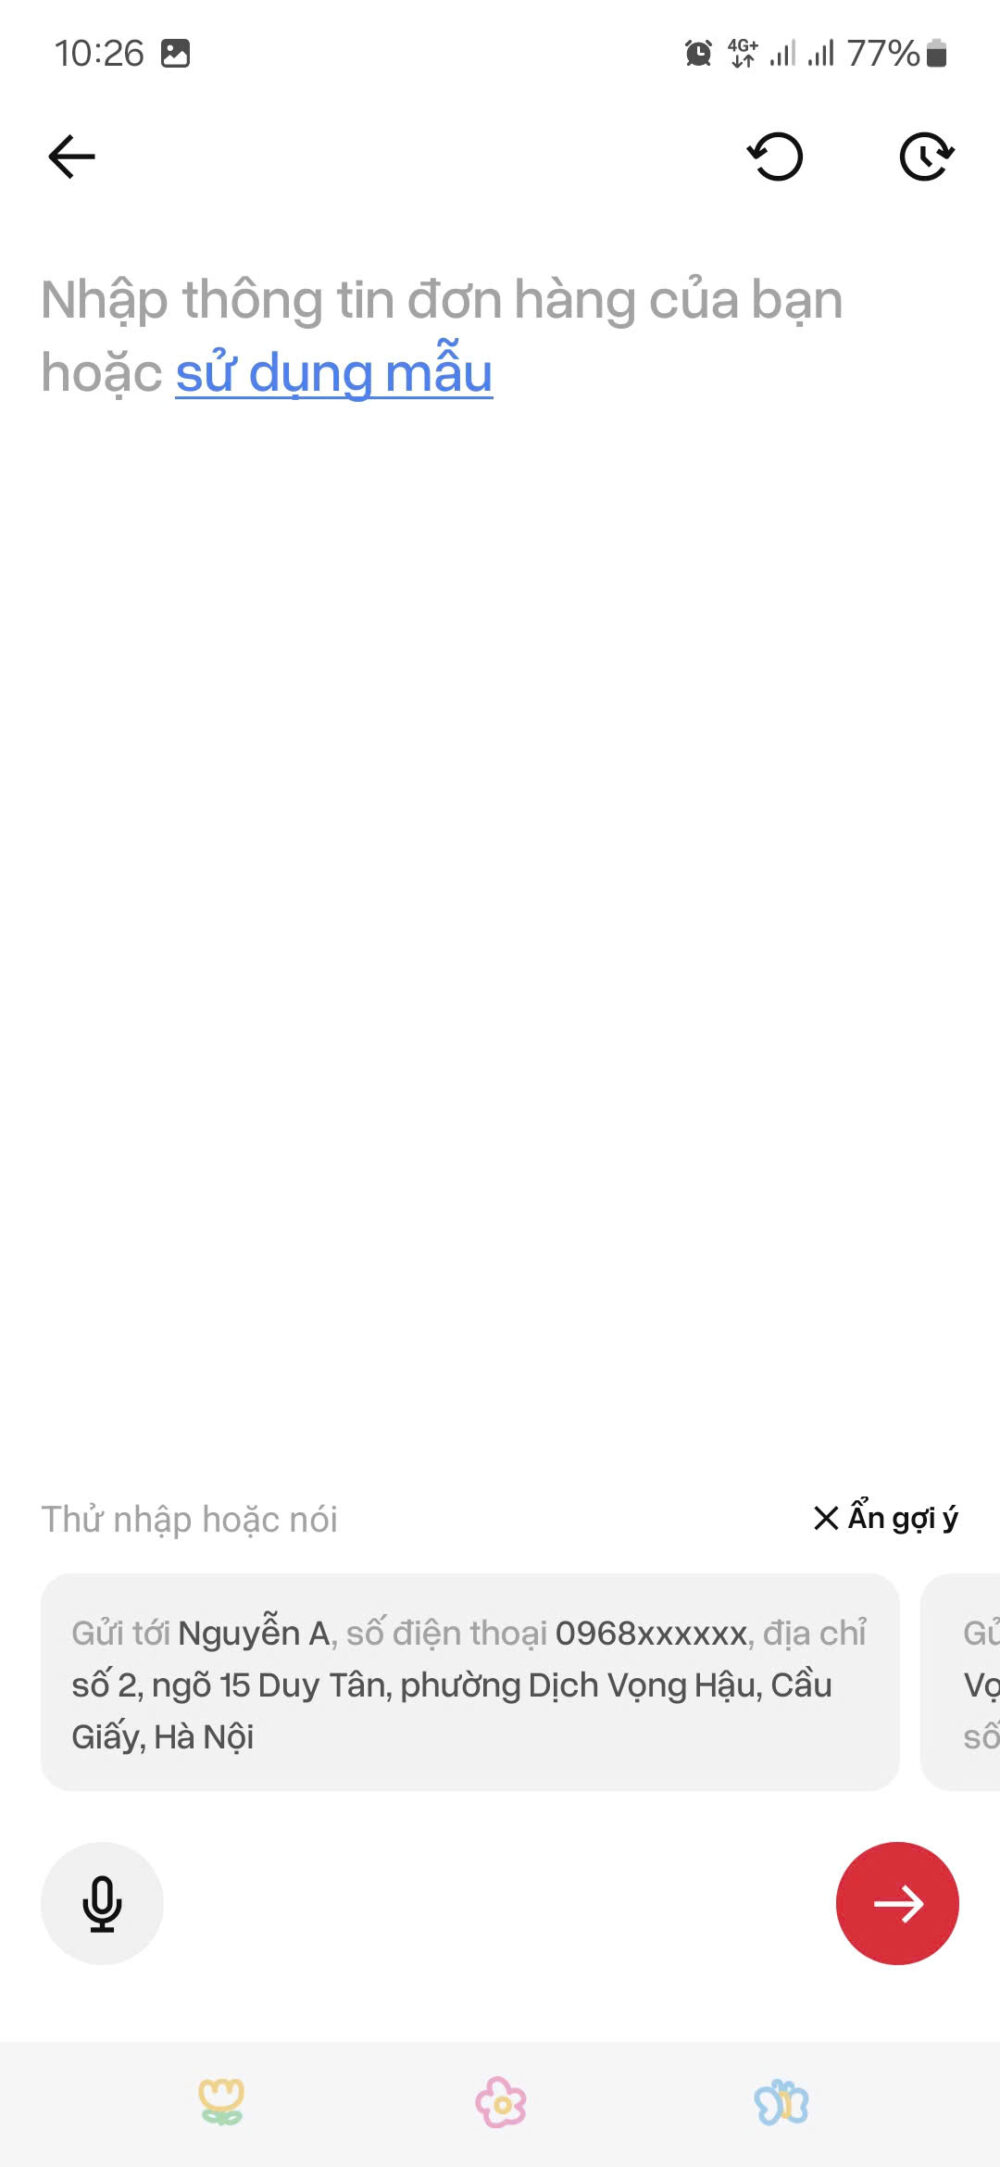 10:26
4G+ 77%
Nhập thông tin đơn hàng của bạn
hoặc sử dụng mẫu
Thử nhập hoặc nói
Ẩn gợi ý
Gửi tới Nguyễn A, số điện thoại 0968xxxxxx, địa chỉ
số 2, ngõ 15 Duy Tân, phường Dịch Vọng Hậu, Cầu
Giấy, Hà Nội